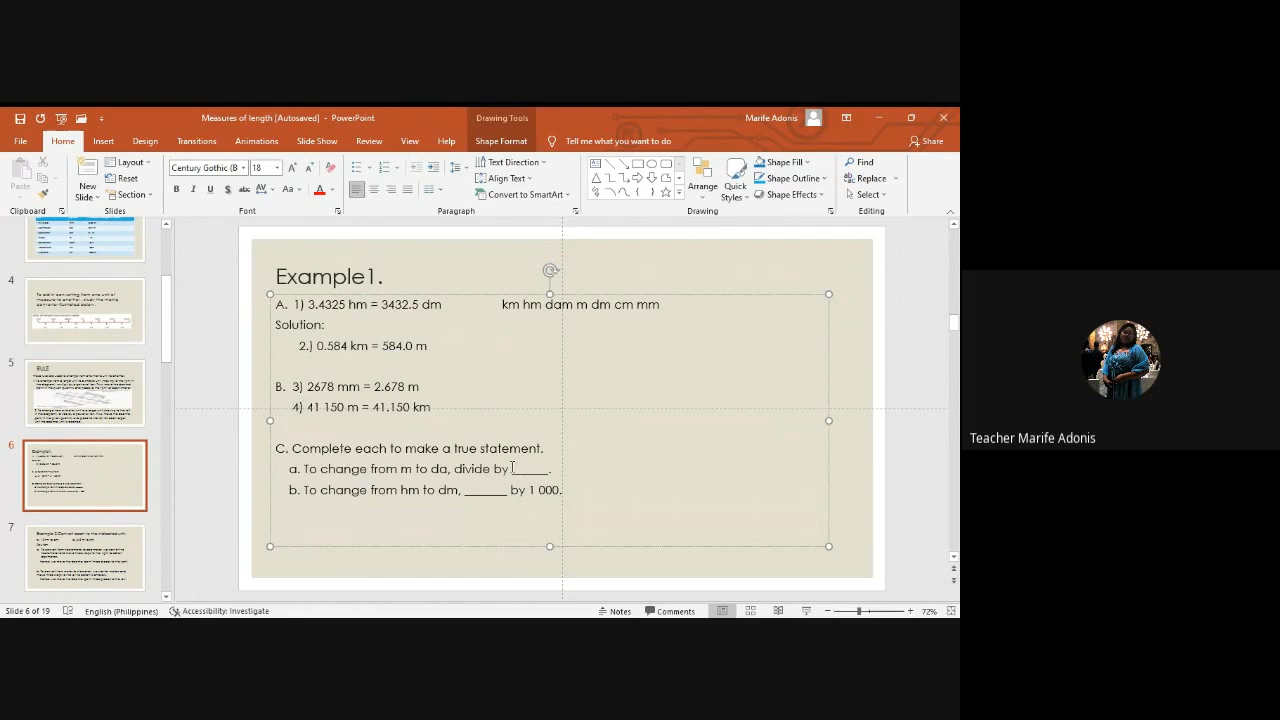 Measures of length [Autosaved] - PowerPoint
Drawing Tools
Marife Adonis
File Home Insert Design Transitions Animations Slide Show Review View Help Shape Format Tell me what you want to do Share
Paste
New Slide
Layout
Reset
Section
Century Gothic (B 18
Text Direction
Align Text
Convert to SmartArt
Arrange
Quick Styles
Shape Fill
Shape Outline
Shape Effects
Find
Replace
Select
Clipboard Slides Font Paragraph Drawing Editing
4
5
RULE
6
7
Example1.
A. 1) 3.4325 hm = 3432.5 dm km hm dam m dm cm mm
Solution:
2.) 0.584 km = 584.0 m
B. 3) 2678 mm = 2.678 m
4) 41 150 m = 41.150 km
C. Complete each to make a true statement.
a. To change from m to da, divide by ______.
b. To change from hm to dm, _______ by 1 000.
Slide 6 of 19 English (Philippines) Accessibility: Investigate Notes Comments 72%
Teacher Marife Adonis